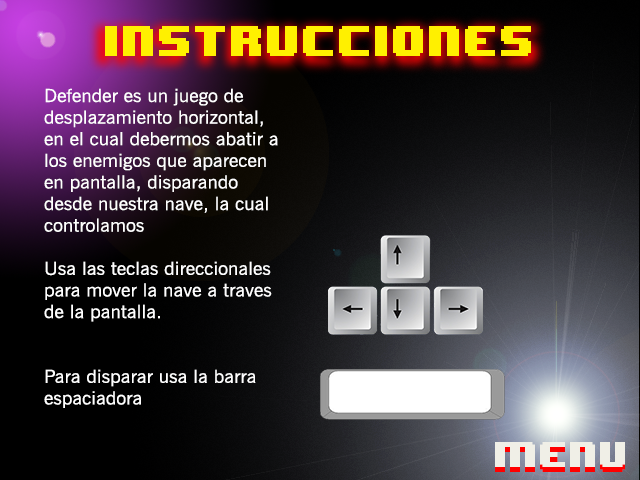 INSTRUCCIONES
Defender es un juego de
desplazamiento horizontal,
en el cual debermos abatir a
los enemigos que aparecen
en pantalla, disparando
desde nuestra nave, la cual
controlamos
Usa las teclas direccionales
para mover la nave a traves
de la pantalla.
Para disparar usa la barra
espaciadora
MENU